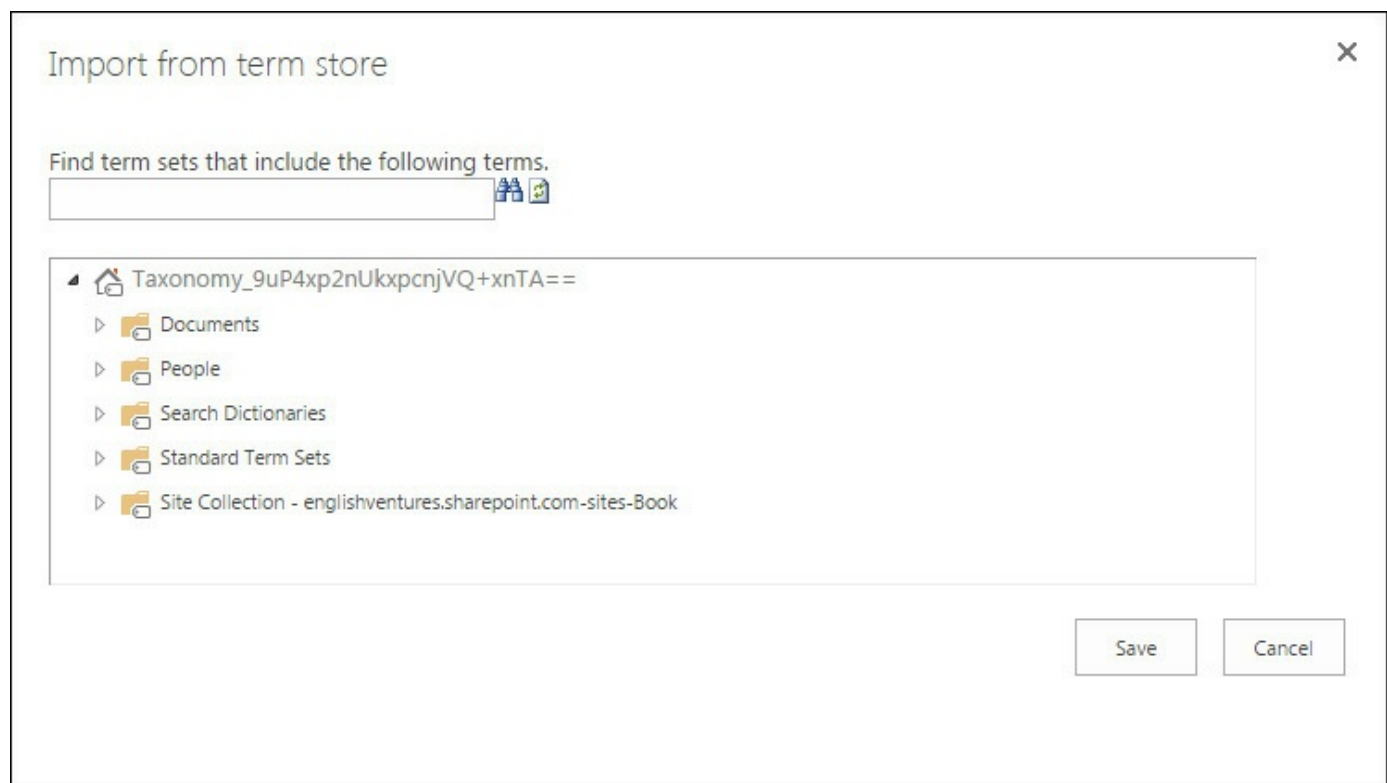 Import from term store
Find term sets that include the following terms.
Taxonomy_9uP4xp2nUkxpcnjVQ+xnTA==
Documents
People
Search Dictionaries
Standard Term Sets
Site Collection - englishventures.sharepoint.com-sites-Book
Save Cancel